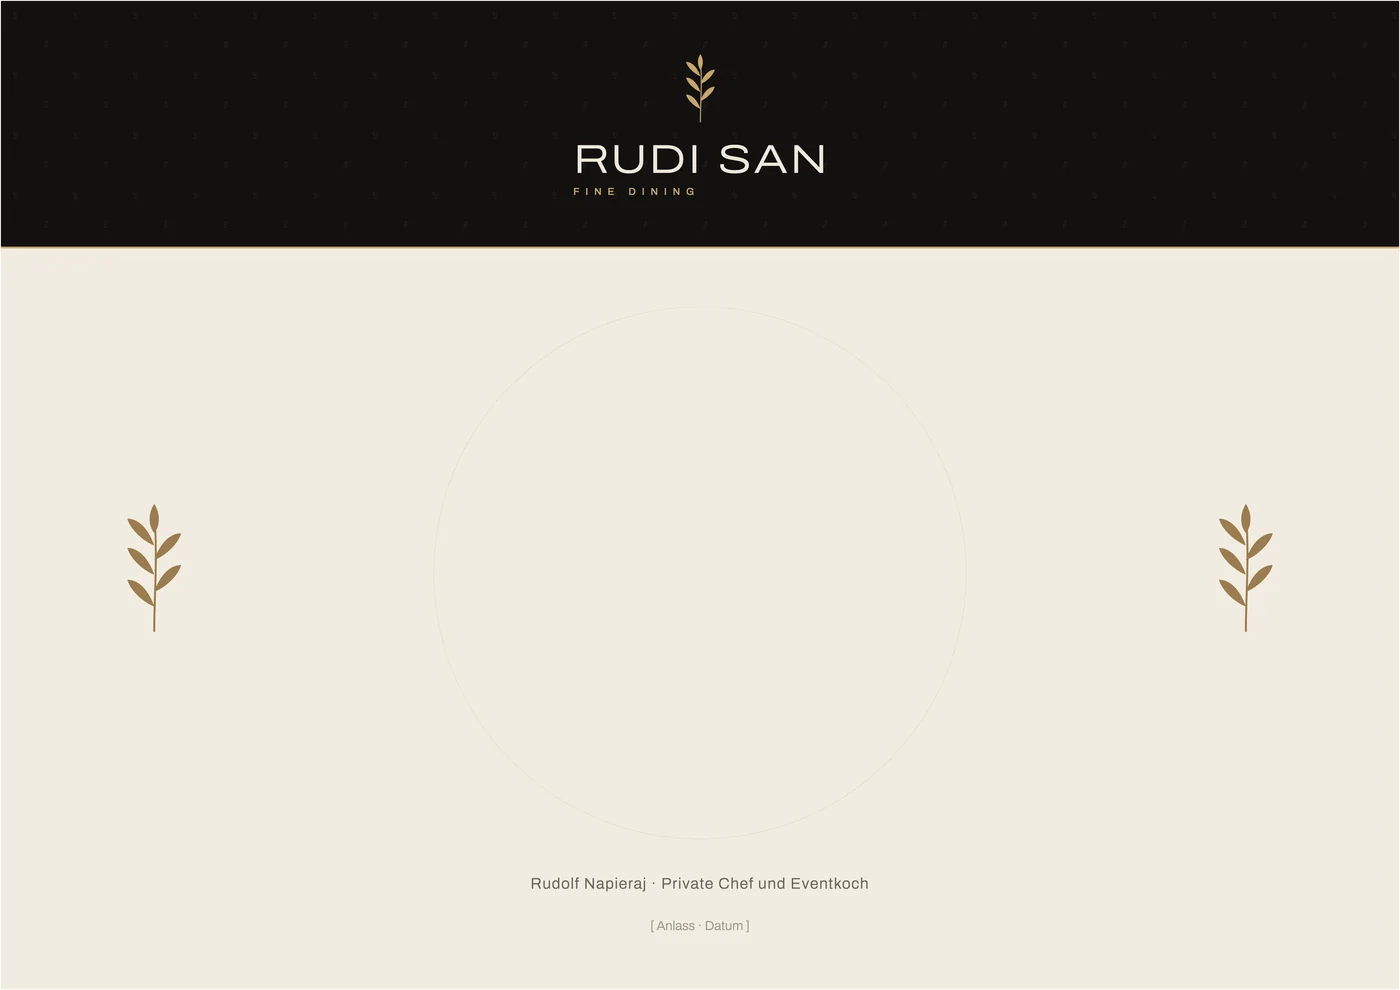 RUDI SAN
FINE DINING
Rudolf Napieraj · Private Chef und Eventkoch
[ Anlass · Datum ]